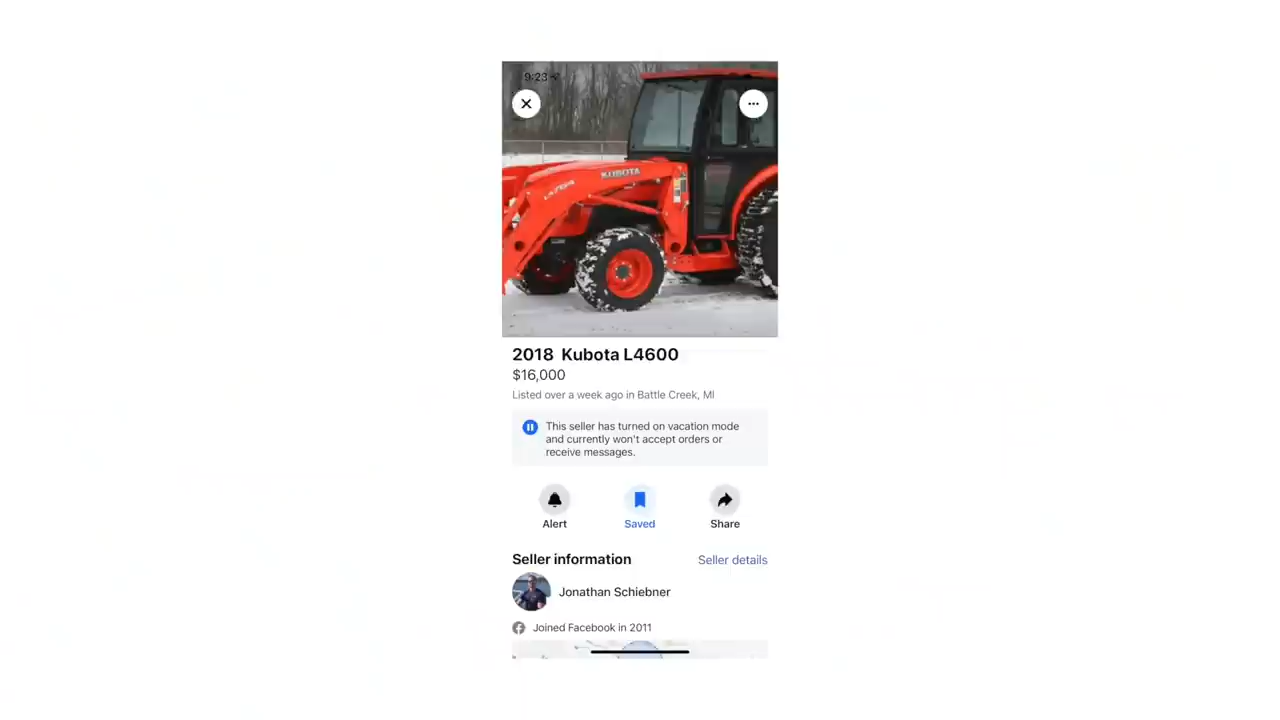 9:23
KUBOTA
2018 Kubota L4600
$16,000
Listed over a week ago in Battle Creek, MI
This seller has turned on vacation mode
and currently won't accept orders or
receive messages.
Alert
Saved
Share
Seller information
Seller details
Jonathan Schiebner
Joined Facebook in 2011